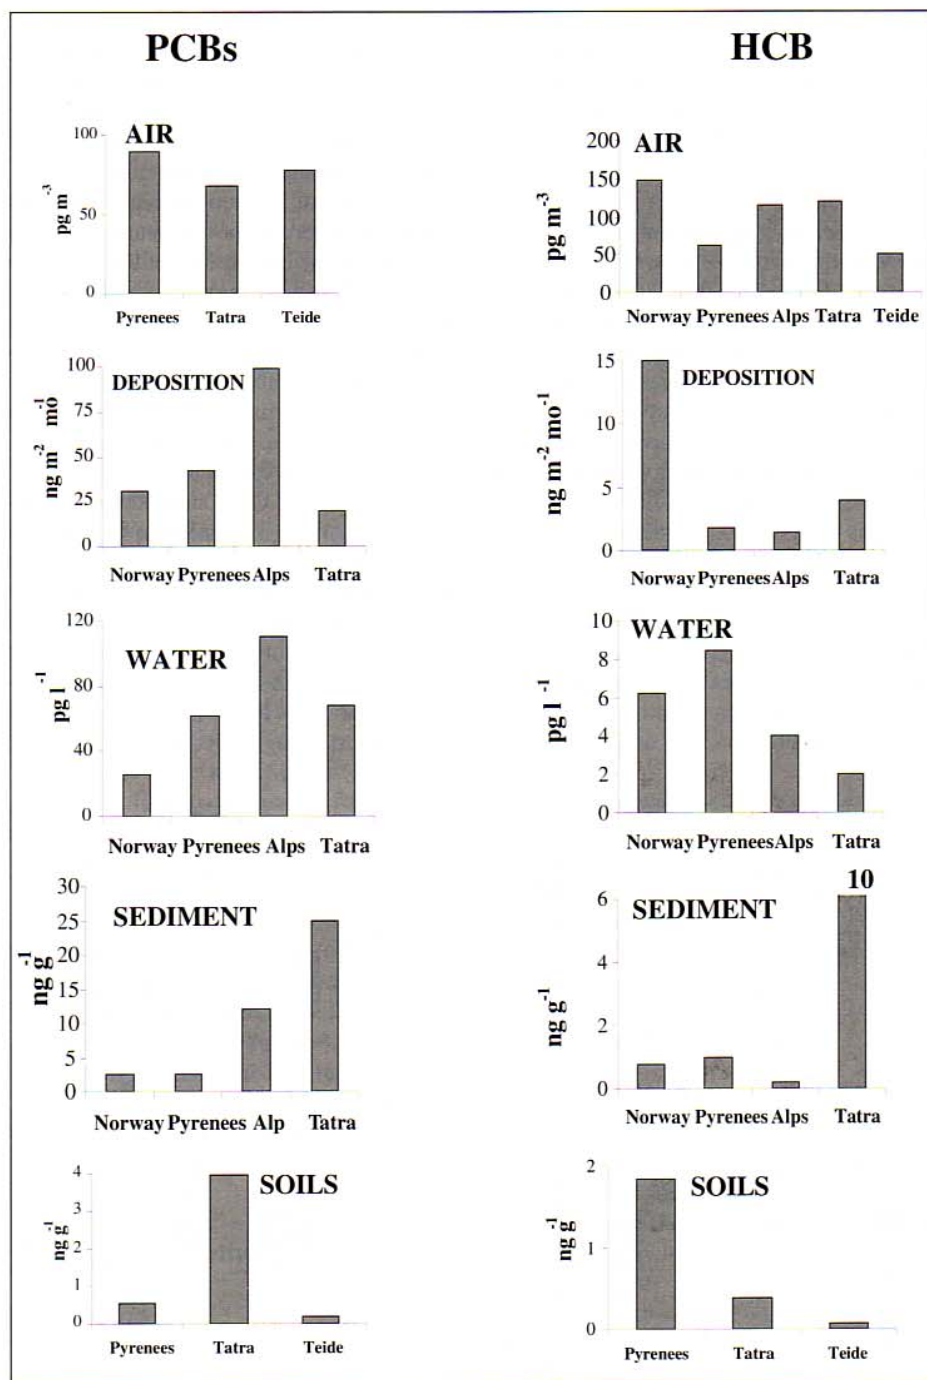 PCBs
AIR
100
50
0
pg m-3
Pyrenees Tatra Teide
DEPOSITION
100
75
50
25
0
ng m-2 mo-1
Norway Pyrenees Alps Tatra
WATER
120
80
40
0
pg l-1
Norway Pyrenees Alps Tatra
SEDIMENT
30
25
20
15
10
5
0
ng g-1
Norway Pyrenees Alp Tatra
SOILS
4
3
2
1
0
ng g-1
Pyrenees Tatra Teide
HCB
AIR
200
150
100
50
0
pg m-3
Norway Pyrenees Alps Tatra Teide
DEPOSITION
15
10
5
0
ng m-2 mo-1
Norway Pyrenees Alps Tatra
WATER
10
8
6
4
2
0
pg l-1
Norway Pyrenees Alps Tatra
10
SEDIMENT
6
4
2
0
ng g-1
Norway Pyrenees Alps Tatra
SOILS
2
1
0
ng g-1
Pyrenees Tatra Teide